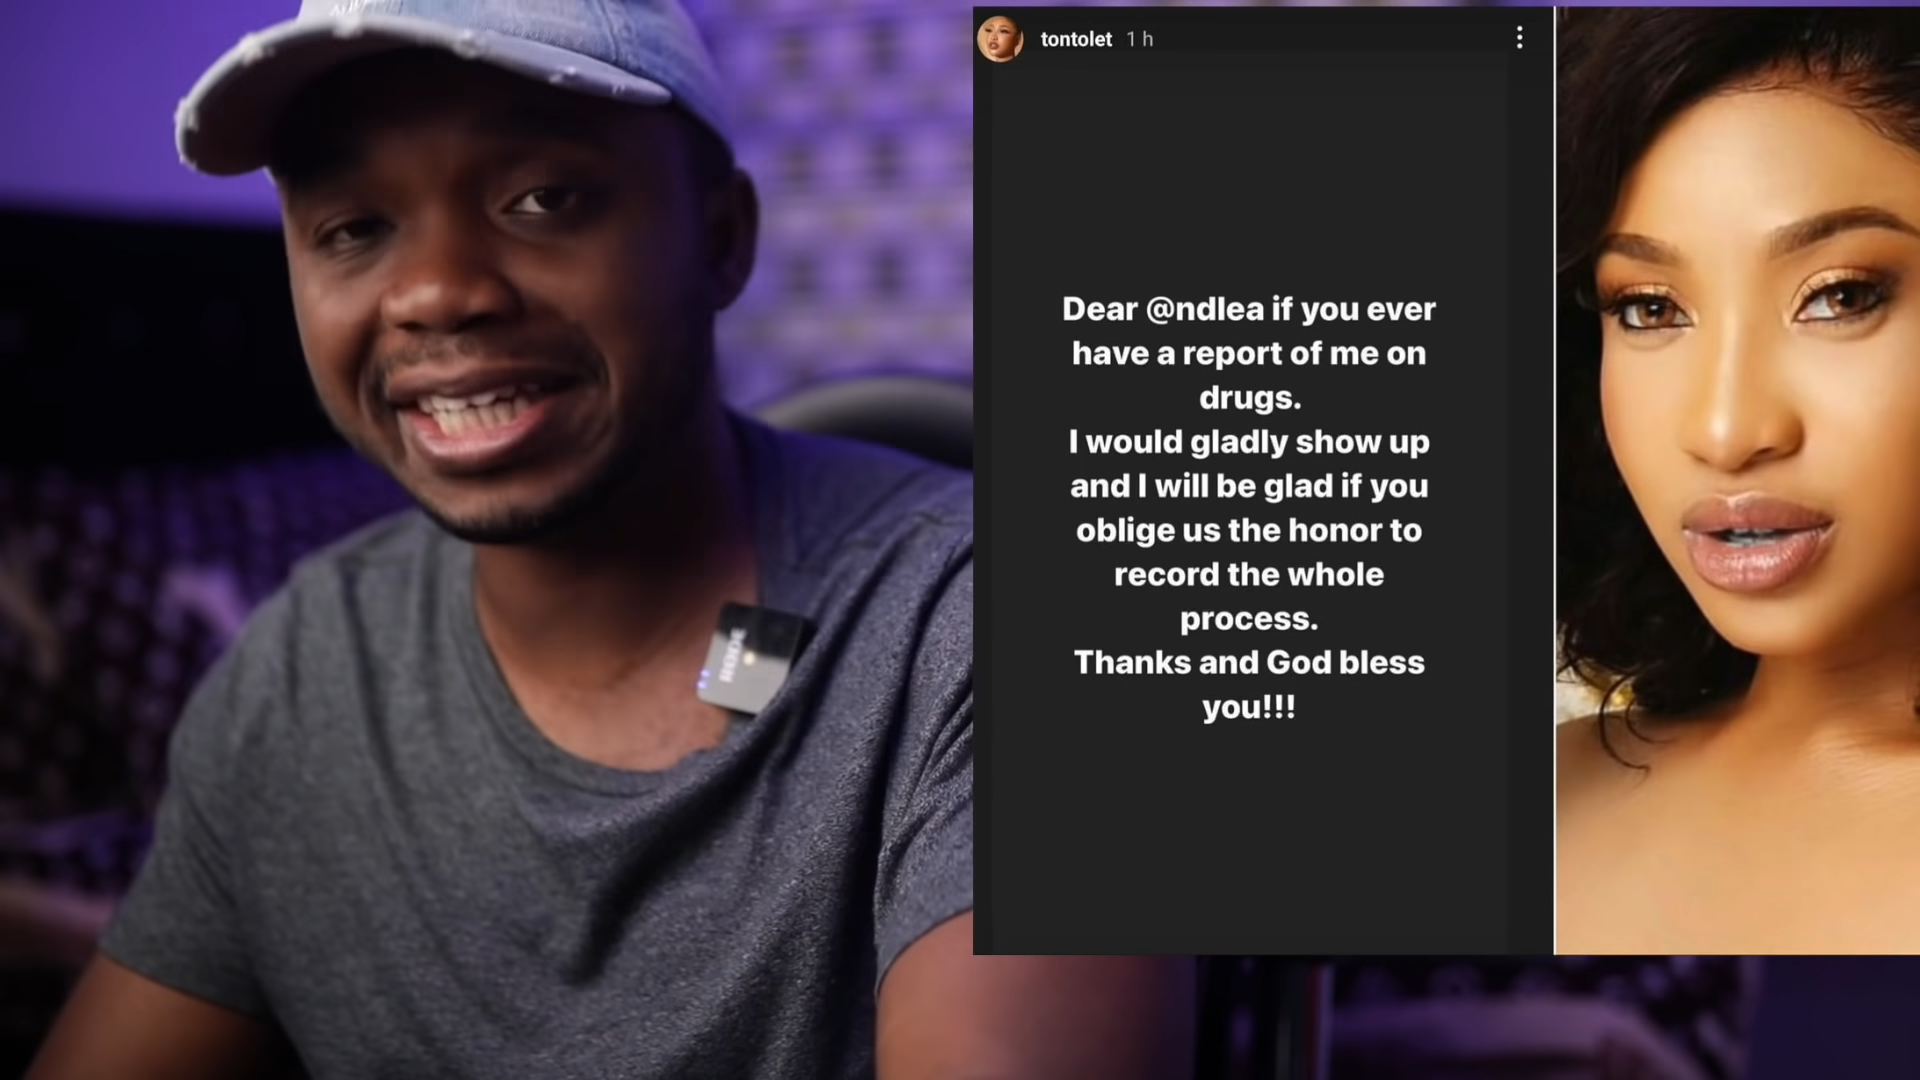 tontolet 1 h
Dear @ndlea if you ever
have a report of me on
drugs.
I would gladly show up
and I will be glad if you
oblige us the honor to
record the whole
process.
Thanks and God bless
you!!!
RODE